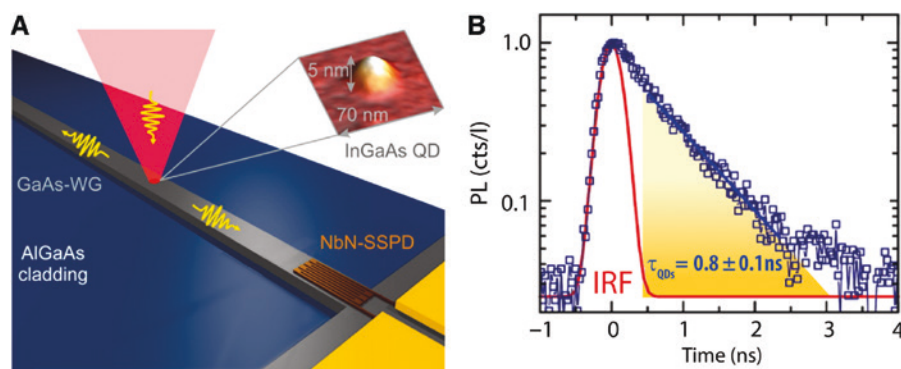 A
5 nm
70 nm
InGaAs QD
GaAs-WG
NbN-SSPD
AlGaAs
cladding
B
PL (cts/l)
1.0
0.1
IRF
τQDs = 0.8 ± 0.1ns
−1 0 1 2 3 4
Time (ns)